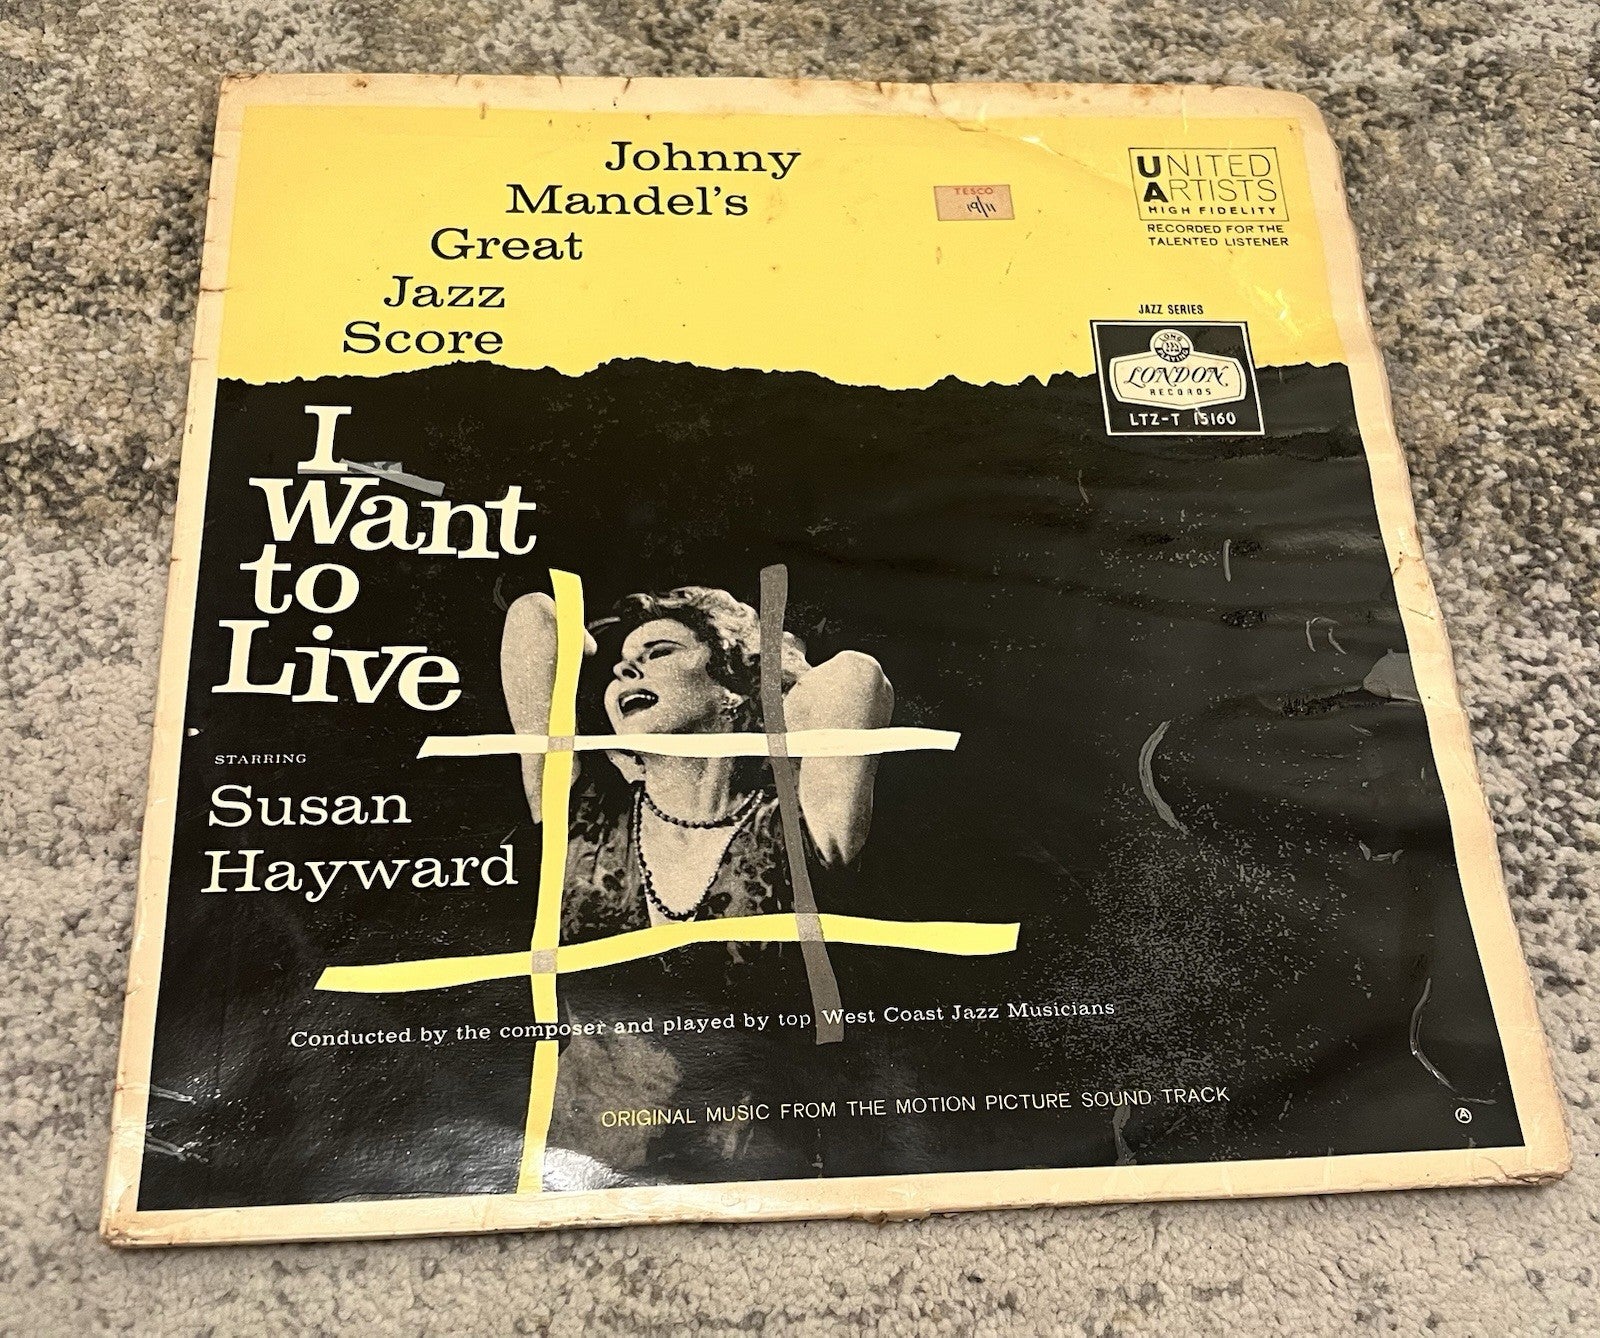 Johnny
Mandel's
Great
Jazz
Score
TESCO
19/11
UNITED
ARTISTS
HIGH FIDELITY
RECORDED FOR THE
TALENTED LISTENER
JAZZ SERIES
LONG
PLAYING
LONDON
RECORDS
LTZ-T 15160
I
Want
to
Live
STARRING
Susan
Hayward
Conducted by the composer and played by top West Coast Jazz Musicians
ORIGINAL MUSIC FROM THE MOTION PICTURE SOUND TRACK
A